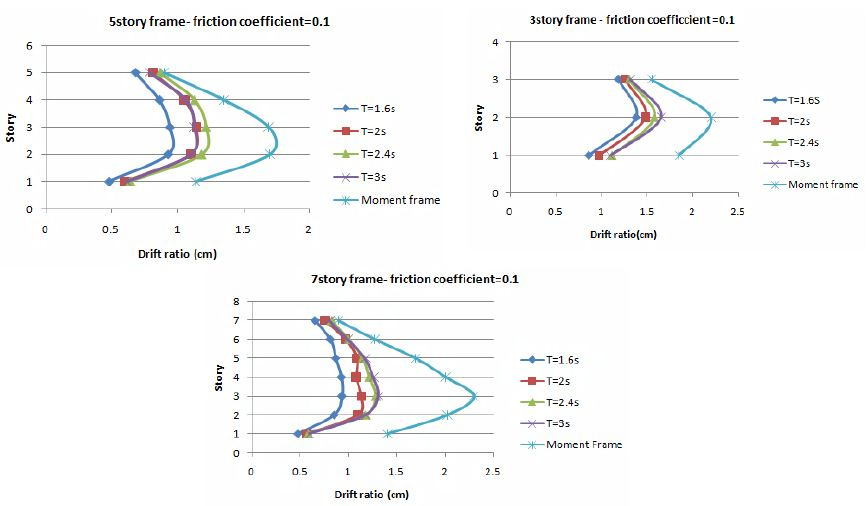 5story frame- friction coefficient=0.1
6
5
4
3
2
1
0
Story
0
0.5
1
1.5
2
Drift ratio (cm)
T=1.6s
T=2s
T=2.4s
T=3s
Moment frame
3story frame - friction coefficcient=0.1
4
3
2
1
0
Story
0
0.5
1
1.5
2
2.5
Drift ratio(cm)
T=1.6S
T=2s
T=2.4s
T=3s
Moment frame
7story frame- friction coefficient=0.1
8
7
6
5
4
3
2
1
0
Story
0
0.5
1
1.5
2
2.5
Drift ratio (cm)
T=1.6s
T=2s
T=2.4s
T=3s
Moment Frame